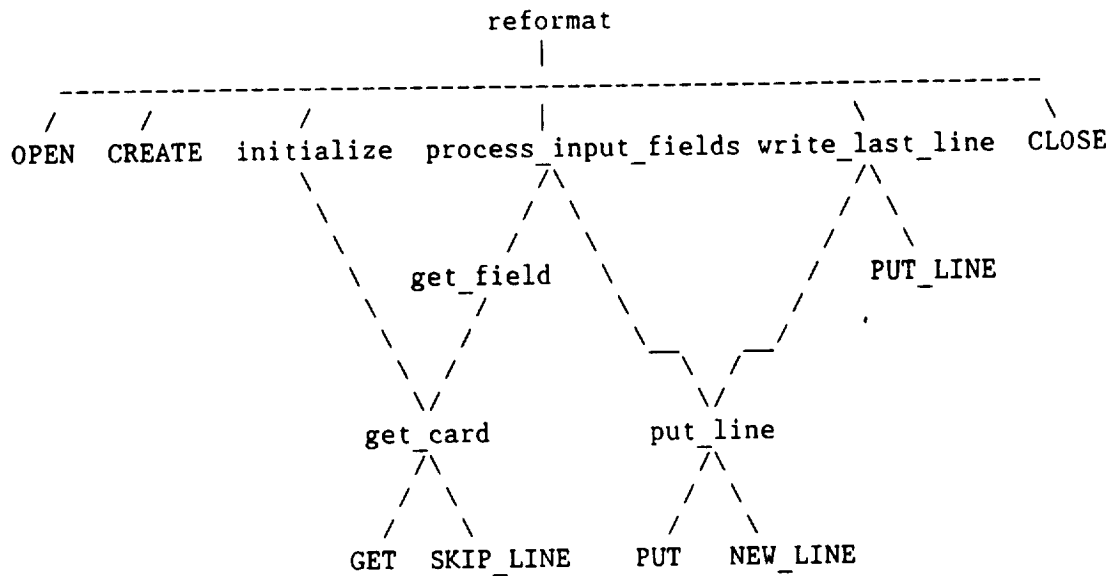 reformat
OPEN CREATE initialize process_input_fields write_last_line CLOSE
get_field PUT_LINE
get_card put_line
GET SKIP_LINE PUT NEW_LINE